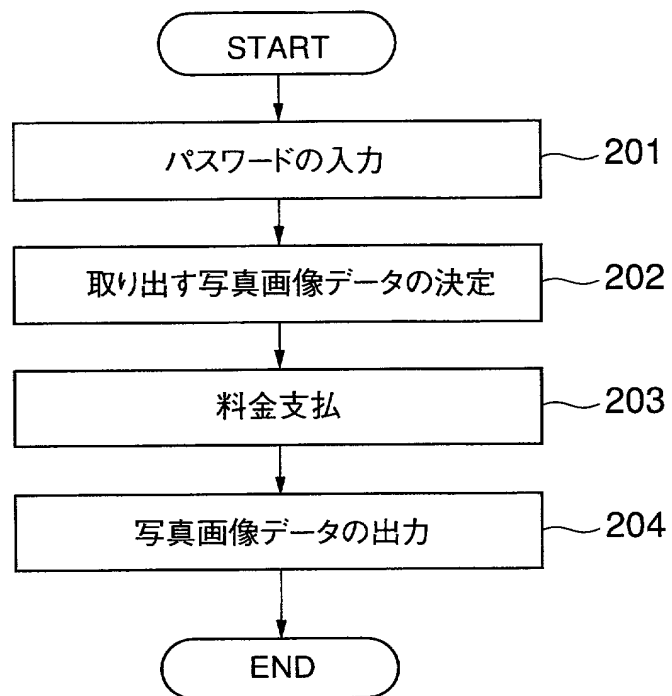 START
パスワードの入力
201
取り出す写真画像データの決定
202
料金支払
203
写真画像データの出力
204
END